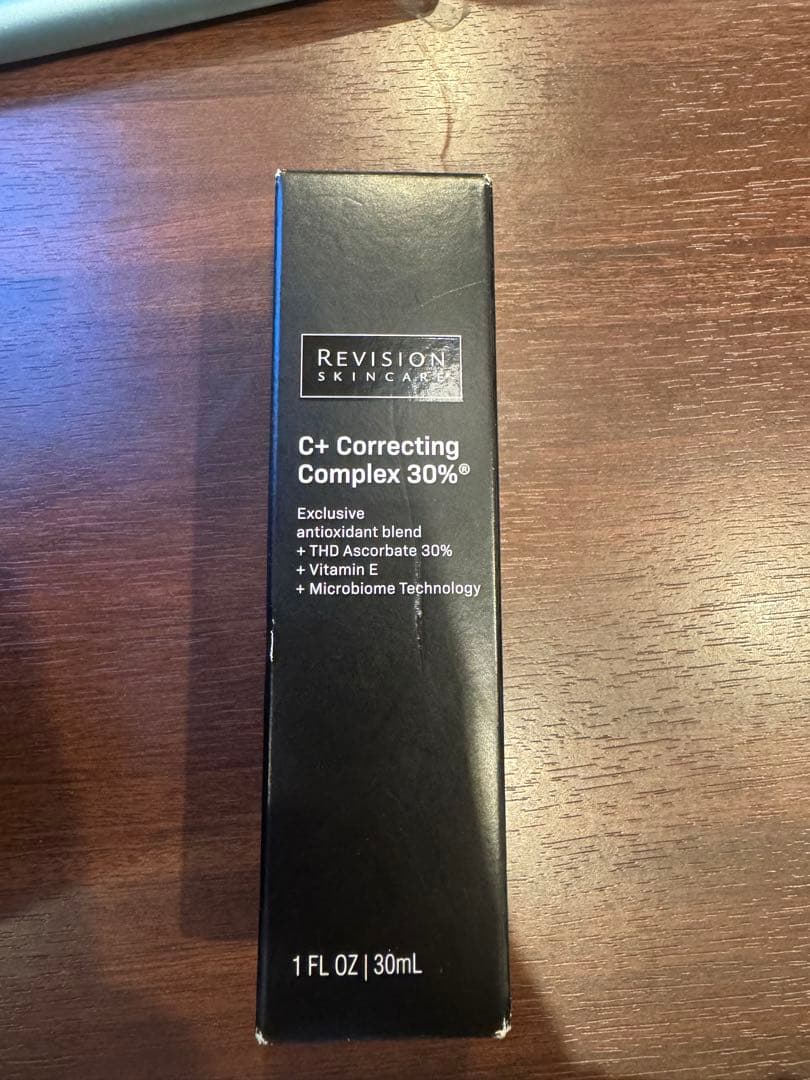 REVISION
SKINCARE
C+ Correcting
Complex 30%®
Exclusive
antioxidant blend
+ THD Ascorbate 30%
+ Vitamin E
+ Microbiome Technology
1 FL OZ | 30mL